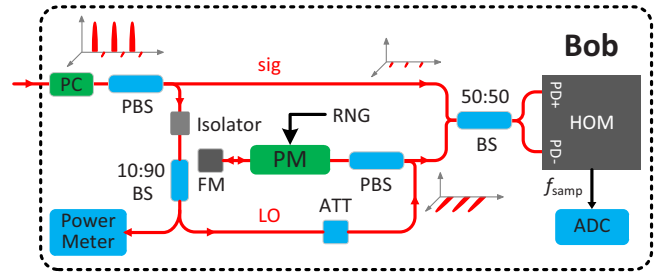 Bob
sig
PC
PBS
50:50
BS
PD+
PD-
HOM
Isolator
RNG
10:90
BS
FM
PM
PBS
f_samp
LO
ATT
Power
Meter
ADC